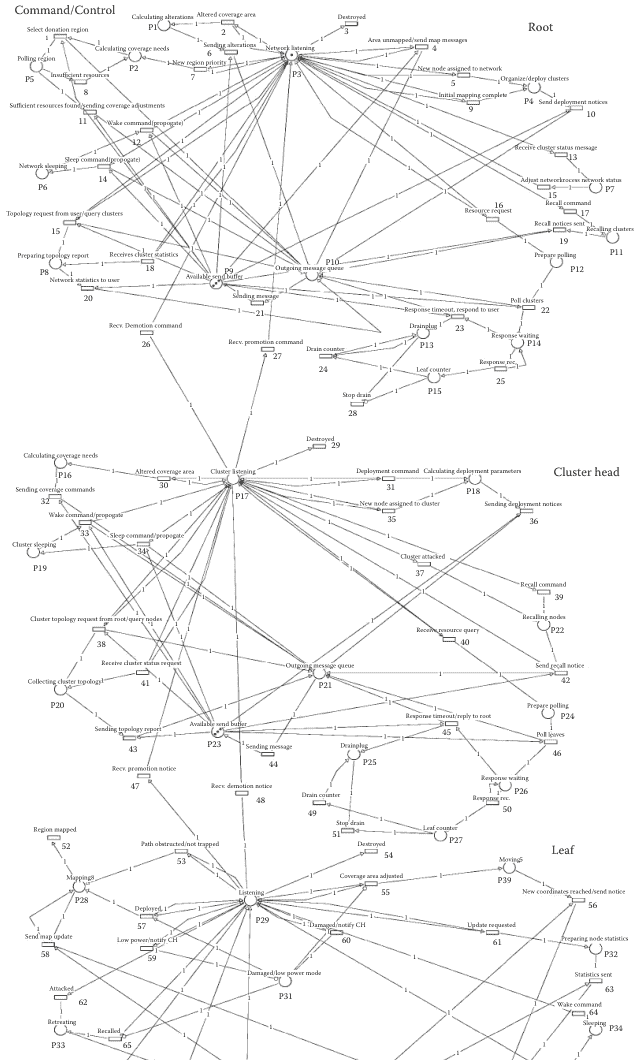 Command/Control
Root
Calculating alterations
P1
Altered coverage area
2
Destroyed
3
Select donation region
Sending alterations
6
Network listening
P3
Area unmapped/send map messages
4
Polling region
P5
Calculating coverage needs
P2
New region priority
7
Insufficient resources
8
New node assigned to network
5
Organize/deploy clusters
P4
Initial mapping complete
9
Send deployment notices
10
Sufficient resources found/sending coverage adjustments
11
Wake command/propogate
12
Receive cluster status message
13
Network sleeping
P6
Sleep command/propogate
14
Adjust network
process network status
15
P7
Recall command
17
Topology request from user/query clusters
15
16
Resource request
Recall notices sent
19
Recalling clusters
P11
Preparing topology report
P8
Receives cluster statistics
18
P9
Available send buffer
P10
Outgoing message queue
Prepare polling
P12
Network statistics to user
20
Sending message
21
Poll clusters
22
Response timeout, respond to user
23
Recv. Demotion command
26
Drainplug
P13
Response waiting
P14
Recv. promotion command
27
Drain counter
24
Response rec.
25
Leaf counter
P15
Stop drain
28
Destroyed
29
Cluster head
Calculating coverage needs
P16
Altered coverage area
30
Cluster listening
P17
Deployment command
31
Calculating deployment parameters
P18
Sending coverage commands
32
New node assigned to cluster
35
Sending deployment notices
36
Wake command/propogate
33
Cluster sleeping
P19
Sleep command/propogate
34
Cluster attacked
37
Recall command
39
Cluster topology request from root/query nodes
38
Receive resource query
40
Recalling nodes
P22
Receive cluster status request
41
Outgoing message queue
P21
Send recall notice
42
Collecting cluster topology
P20
Available send buffer
P23
Prepare polling
P24
Sending topology report
43
Sending message
44
Response timeout/reply to root
45
Poll leaves
46
Drainplug
P25
Recv. promotion notice
47
Recv. demotion notice
48
Response waiting
P26
Drain counter
49
Response rec.
50
Stop drain
51
Leaf counter
P27
Region mapped
52
Path obstructed/not trapped
53
Destroyed
54
Leaf
Mapping8
P28
Listening
P29
Coverage area adjusted
55
Moving5
P39
New coordinates reached/send notice
56
Deployed
57
Damaged/notify CH
60
Update requested
61
Send map update
58
Low power/notify CH
59
Preparing node statistics
P32
Damaged/low power mode
P31
Statistics sent
63
Attacked
62
Wake command
64
Retreating
P33
Recalled
65
Sleeping
P34